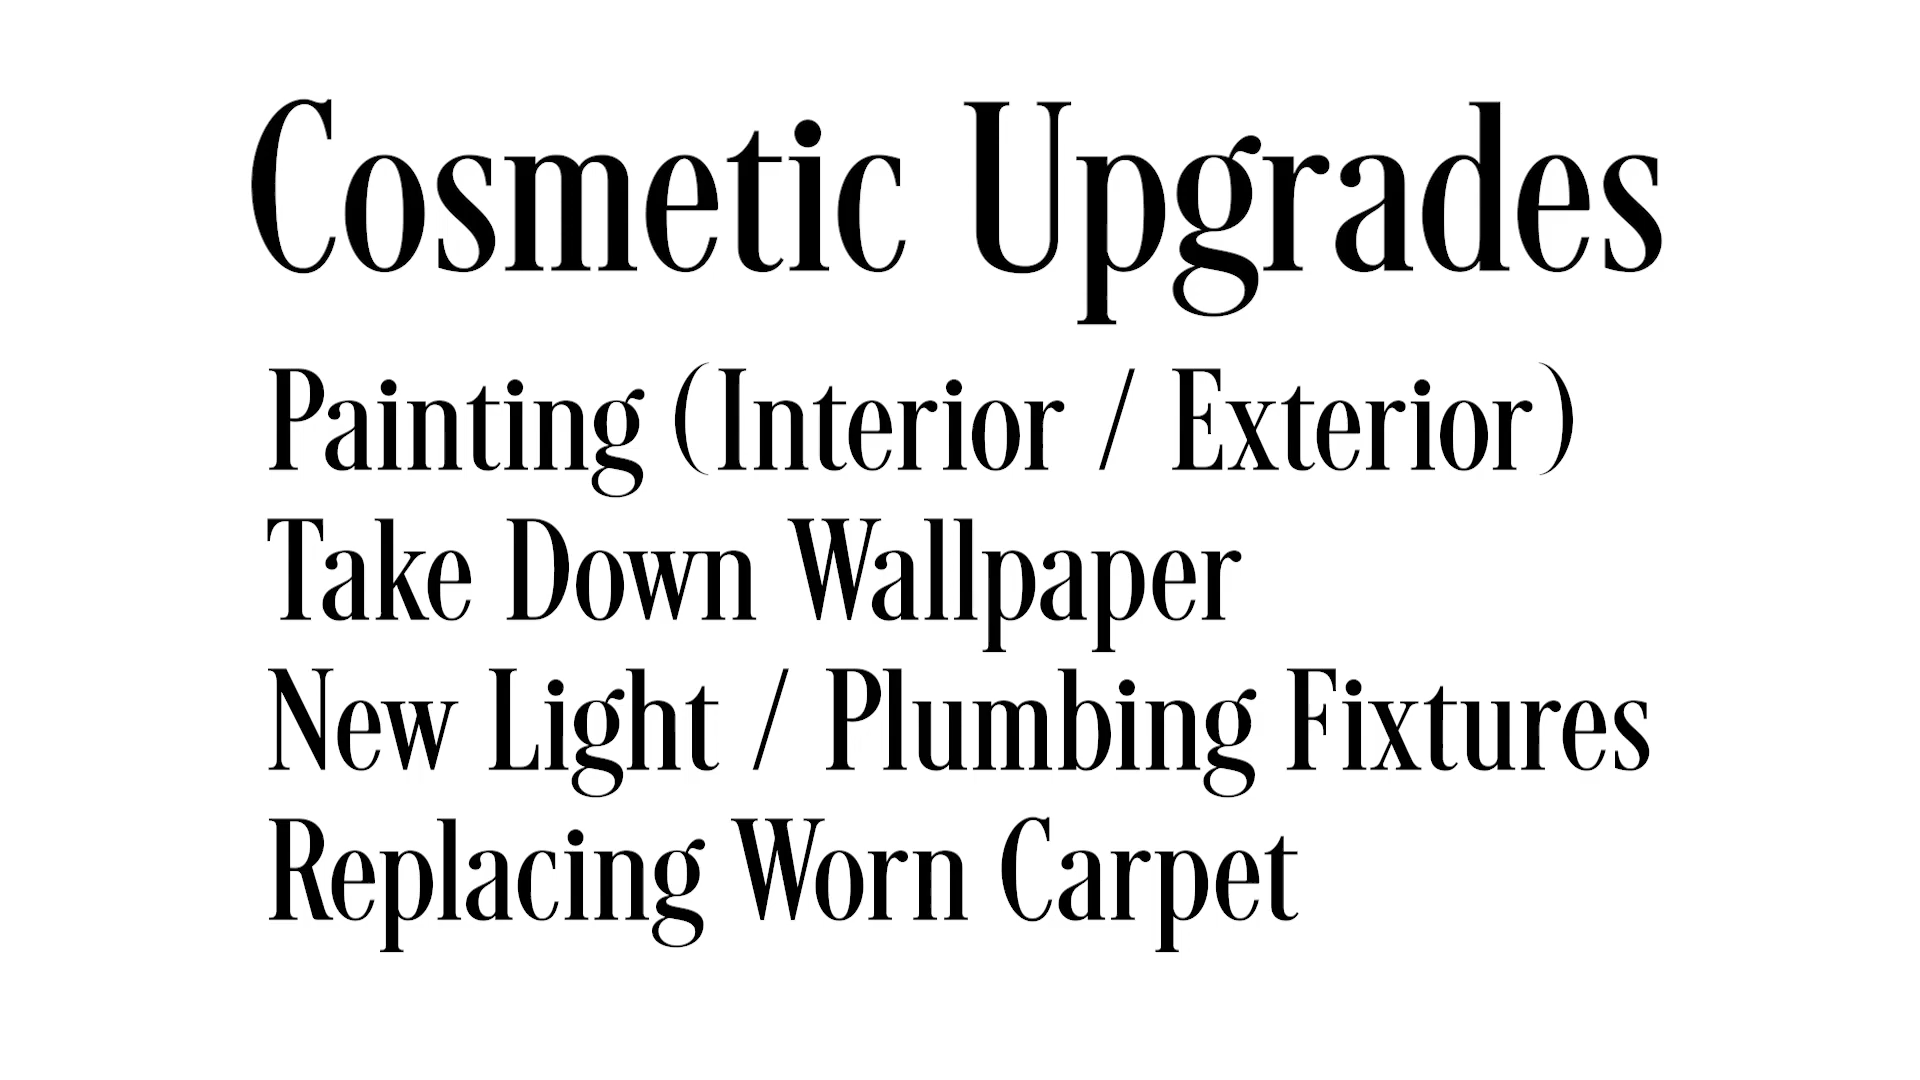 Cosmetic Upgrades
Painting (Interior / Exterior)
Take Down Wallpaper
New Light / Plumbing Fixtures
Replacing Worn Carpet